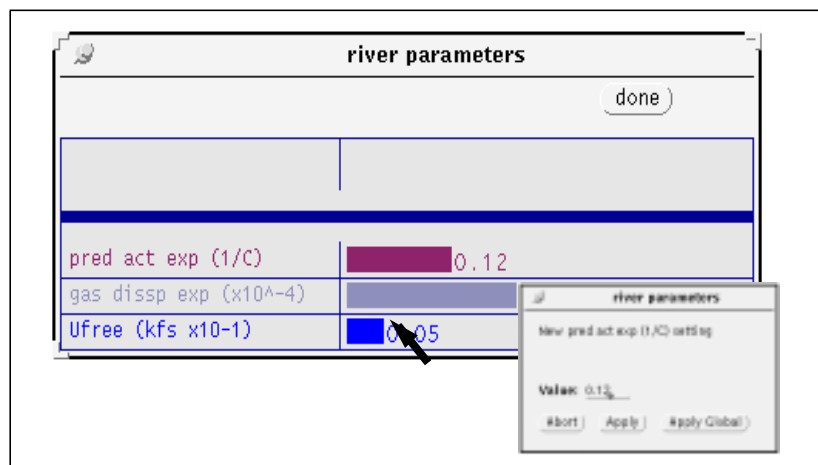 river parameters
done
pred act exp (1/C)
0.12
gas dissp exp (x10^-4)
Ufree (kfs x10-1)
0.05
river parameters
New pred act exp (1/C) setting
Value: 0.12
Abort Apply Apply Global